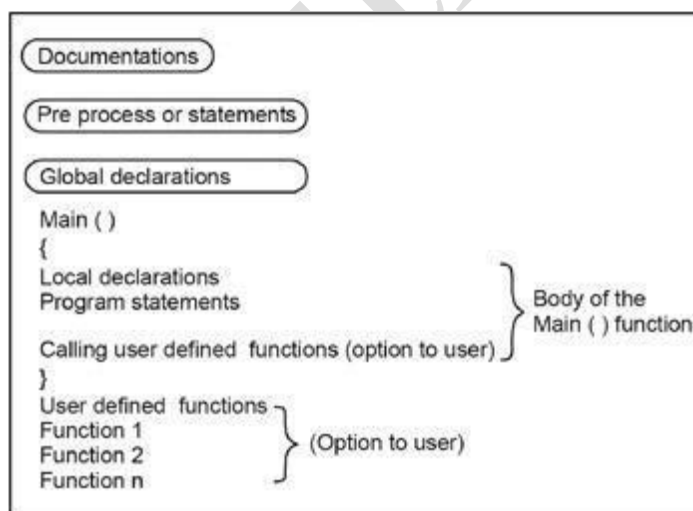 Documentations
Pre process or statements
Global declarations
Main ( )
{
Local declarations
Program statements
Calling user defined functions (option to user)
}
Body of the
Main ( ) function
User defined functions
Function 1
Function 2
Function n
(Option to user)